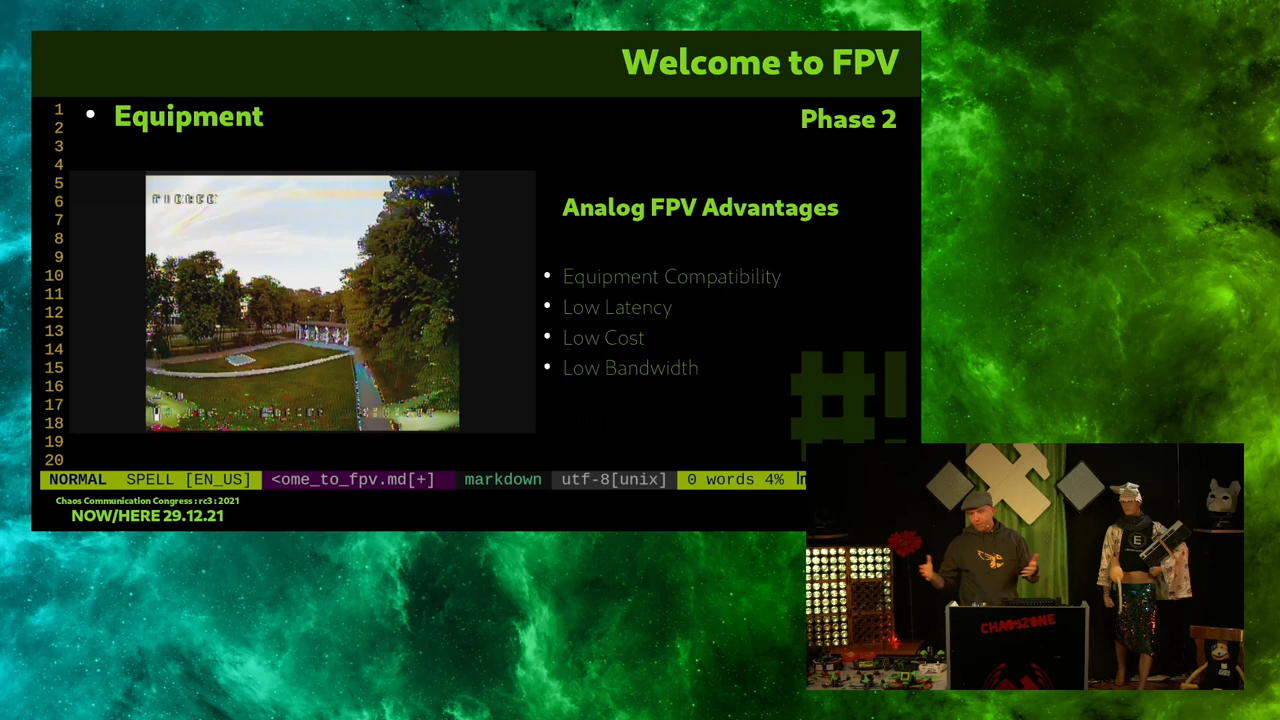 Welcome to FPV
Equipment
Phase 2
1
2
3
4
5
6
7
8
9
10
11
12
13
14
15
16
17
18
19
20
Analog FPV Advantages
Equipment Compatibility
Low Latency
Low Cost
Low Bandwidth
#!
NORMAL SPELL [EN_US] <ome_to_fpv.md[+] markdown utf-8[unix] 0 words 4%
Chaos Communication Congress : rc3 : 2021
NOW/HERE 29.12.21
E
CHAOSZONE